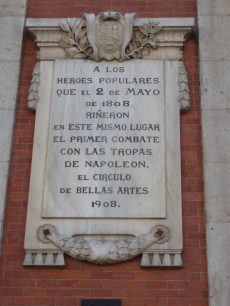 A LOS
HEROES POPULARES
QUE EL 2 DE MAYO
DE 1808
RIÑERON
EN ESTE MISMO LUGAR
EL PRIMER COMBATE
CON LAS TROPAS
DE NAPOLEÓN,
EL CIRCULO
DE BELLAS ARTES
1908.